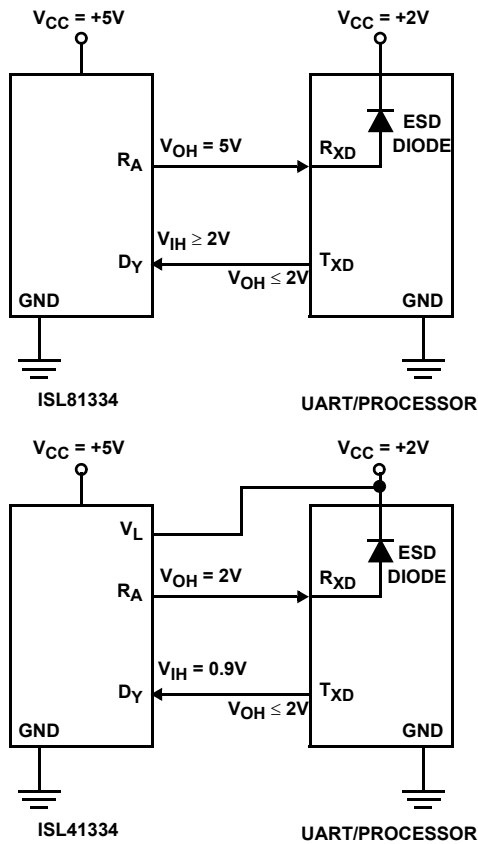 VCC = +5V
VCC = +2V
ESD
DIODE
RA
VOH = 5V
RXD
VIH ≥ 2V
DY
TXD
VOH ≤ 2V
GND
GND
ISL81334
UART/PROCESSOR
VCC = +5V
VCC = +2V
VL
ESD
DIODE
RA
VOH = 2V
RXD
VIH = 0.9V
DY
TXD
VOH ≤ 2V
GND
GND
ISL41334
UART/PROCESSOR